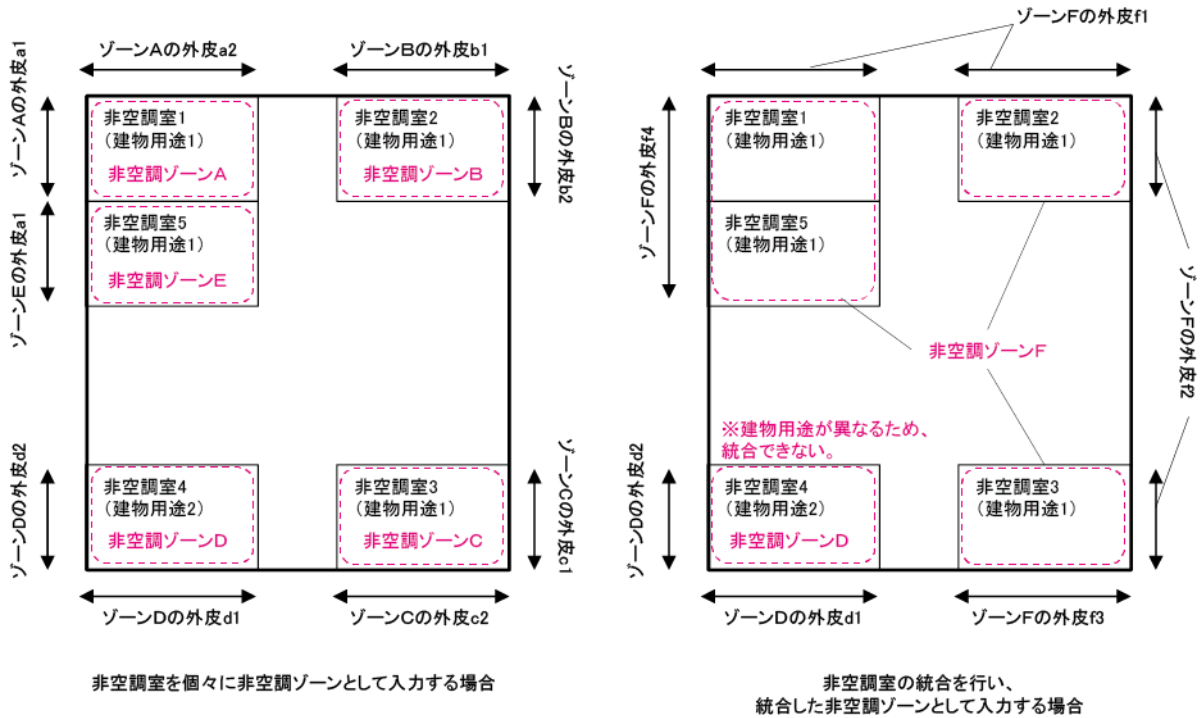 ゾーンAの外皮a2
ゾーンBの外皮b1
ゾーンAの外皮a1
ゾーンEの外皮a1
ゾーンDの外皮d2
非空調室1
(建物用途1)
非空調ゾーンA
非空調室2
(建物用途1)
非空調ゾーンB
非空調室5
(建物用途1)
非空調ゾーンE
非空調室4
(建物用途2)
非空調ゾーンD
非空調室3
(建物用途1)
非空調ゾーンC
ゾーンBの外皮b2
ゾーンCの外皮c1
ゾーンDの外皮d1
ゾーンCの外皮c2
非空調室を個々に非空調ゾーンとして入力する場合
ゾーンFの外皮f1
ゾーンFの外皮f4
ゾーンDの外皮d2
非空調室1
(建物用途1)
非空調室2
(建物用途1)
非空調室5
(建物用途1)
非空調ゾーンF
※建物用途が異なるため、
統合できない。
非空調室4
(建物用途2)
非空調ゾーンD
非空調室3
(建物用途1)
ゾーンFの外皮f2
ゾーンDの外皮d1
ゾーンFの外皮f3
非空調室の統合を行い、
統合した非空調ゾーンとして入力する場合